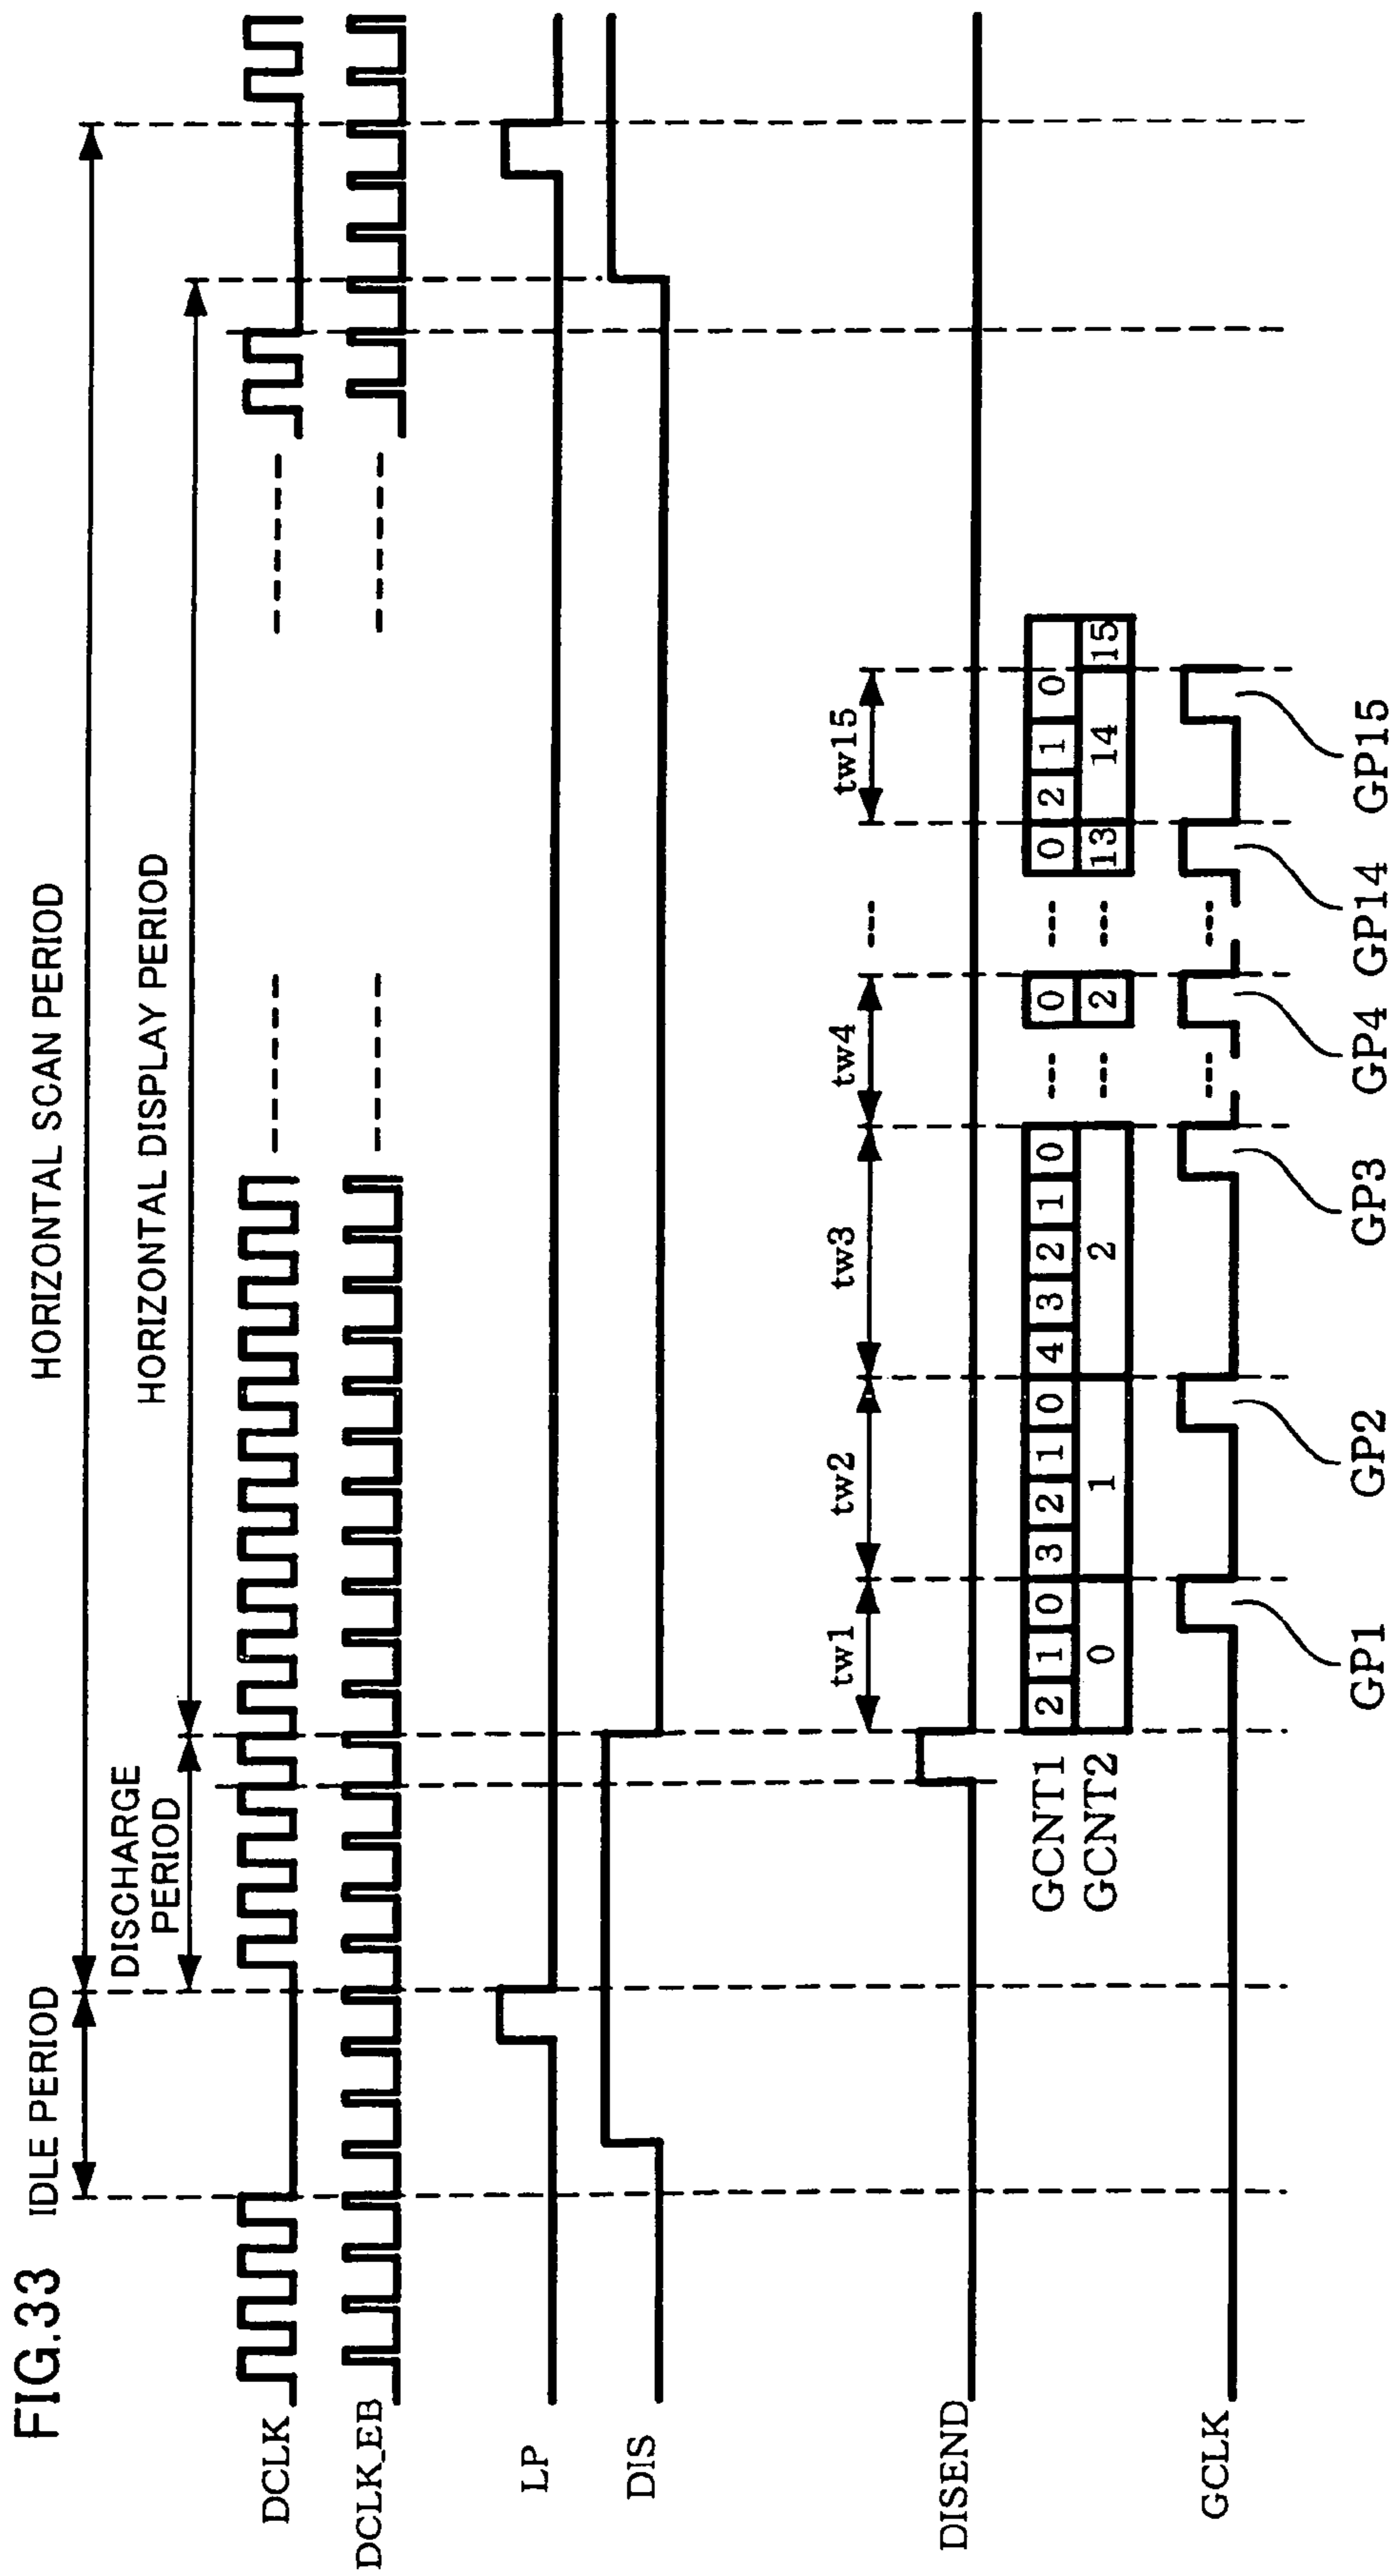 FIG.33
IDLE PERIOD
HORIZONTAL SCAN PERIOD
DISCHARGE
PERIOD
HORIZONTAL DISPLAY PERIOD
DCLK
DCLK_EB
LP
DIS
tw1 tw2 tw3 tw4 --- tw15
DISEND
GCNT1 2 1 0 3 2 1 0 4 3 2 1 0 --- 0 --- 0 2 1 0
GCNT2 0 1 2 --- 2 --- 13 14 15
GCLK
GP1 GP2 GP3 GP4 GP14 GP15